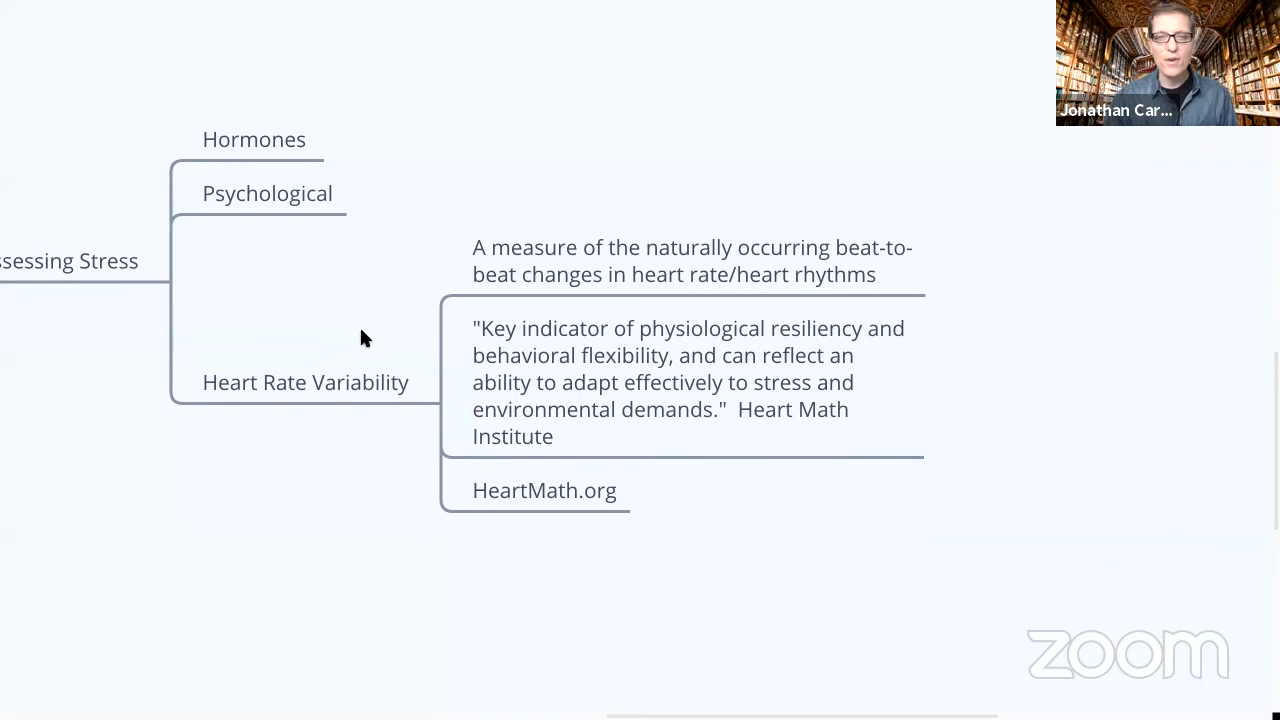 Jonathan Car...
Hormones
Psychological
ssessing Stress
Heart Rate Variability
A measure of the naturally occurring beat-to-
beat changes in heart rate/heart rhythms
"Key indicator of physiological resiliency and
behavioral flexibility, and can reflect an
ability to adapt effectively to stress and
environmental demands."  Heart Math
Institute
HeartMath.org
zoom